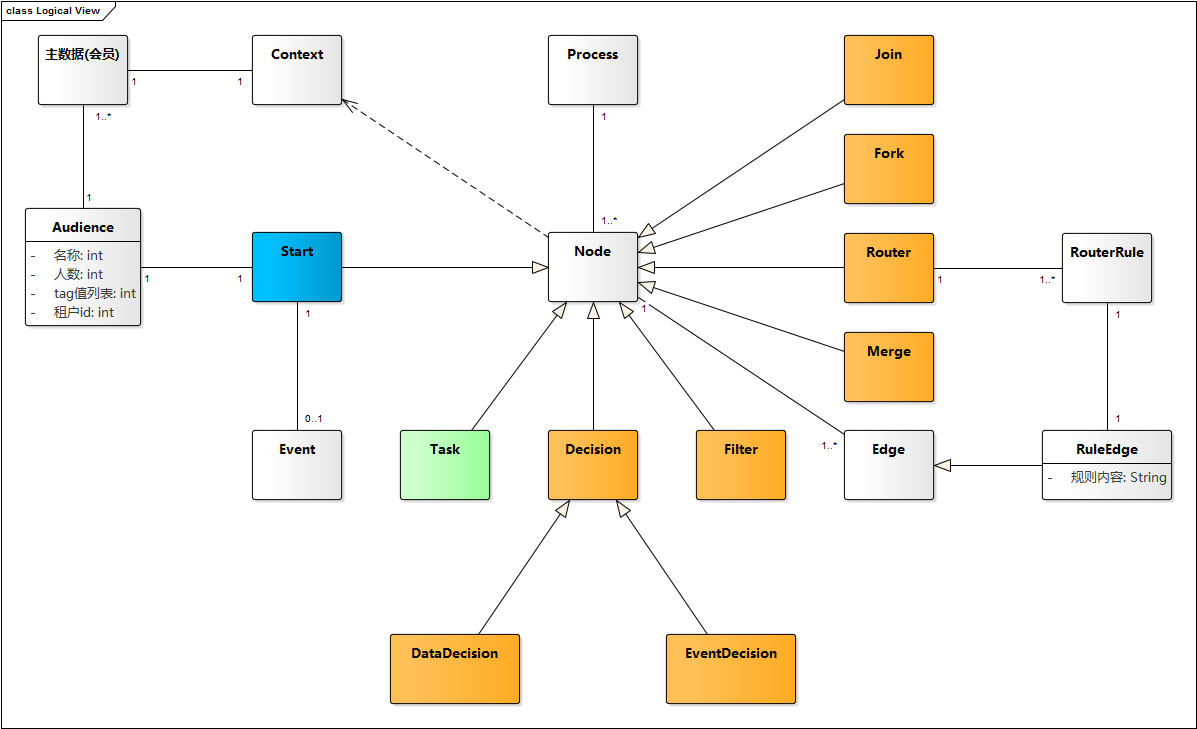 class Logical View
主数据(会员)
Context
Process
Join
1
1
1..*
1
Fork
1
1..*
Audience
- 名称: int
- 人数: int
- tag值列表: int
- 租户id: int
Start
Node
Router
RouterRule
1
1
1
1..*
1
1
1
Merge
0..1
1
Event
Task
Decision
Filter
1..*
Edge
RuleEdge
- 规则内容: String
DataDecision
EventDecision